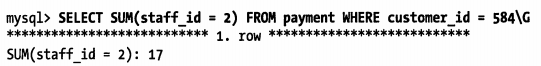 mysql> SELECT SUM(staff_id = 2) FROM payment WHERE customer_id = 584\G
*************************** 1. row ***************************
SUM(staff_id = 2): 17